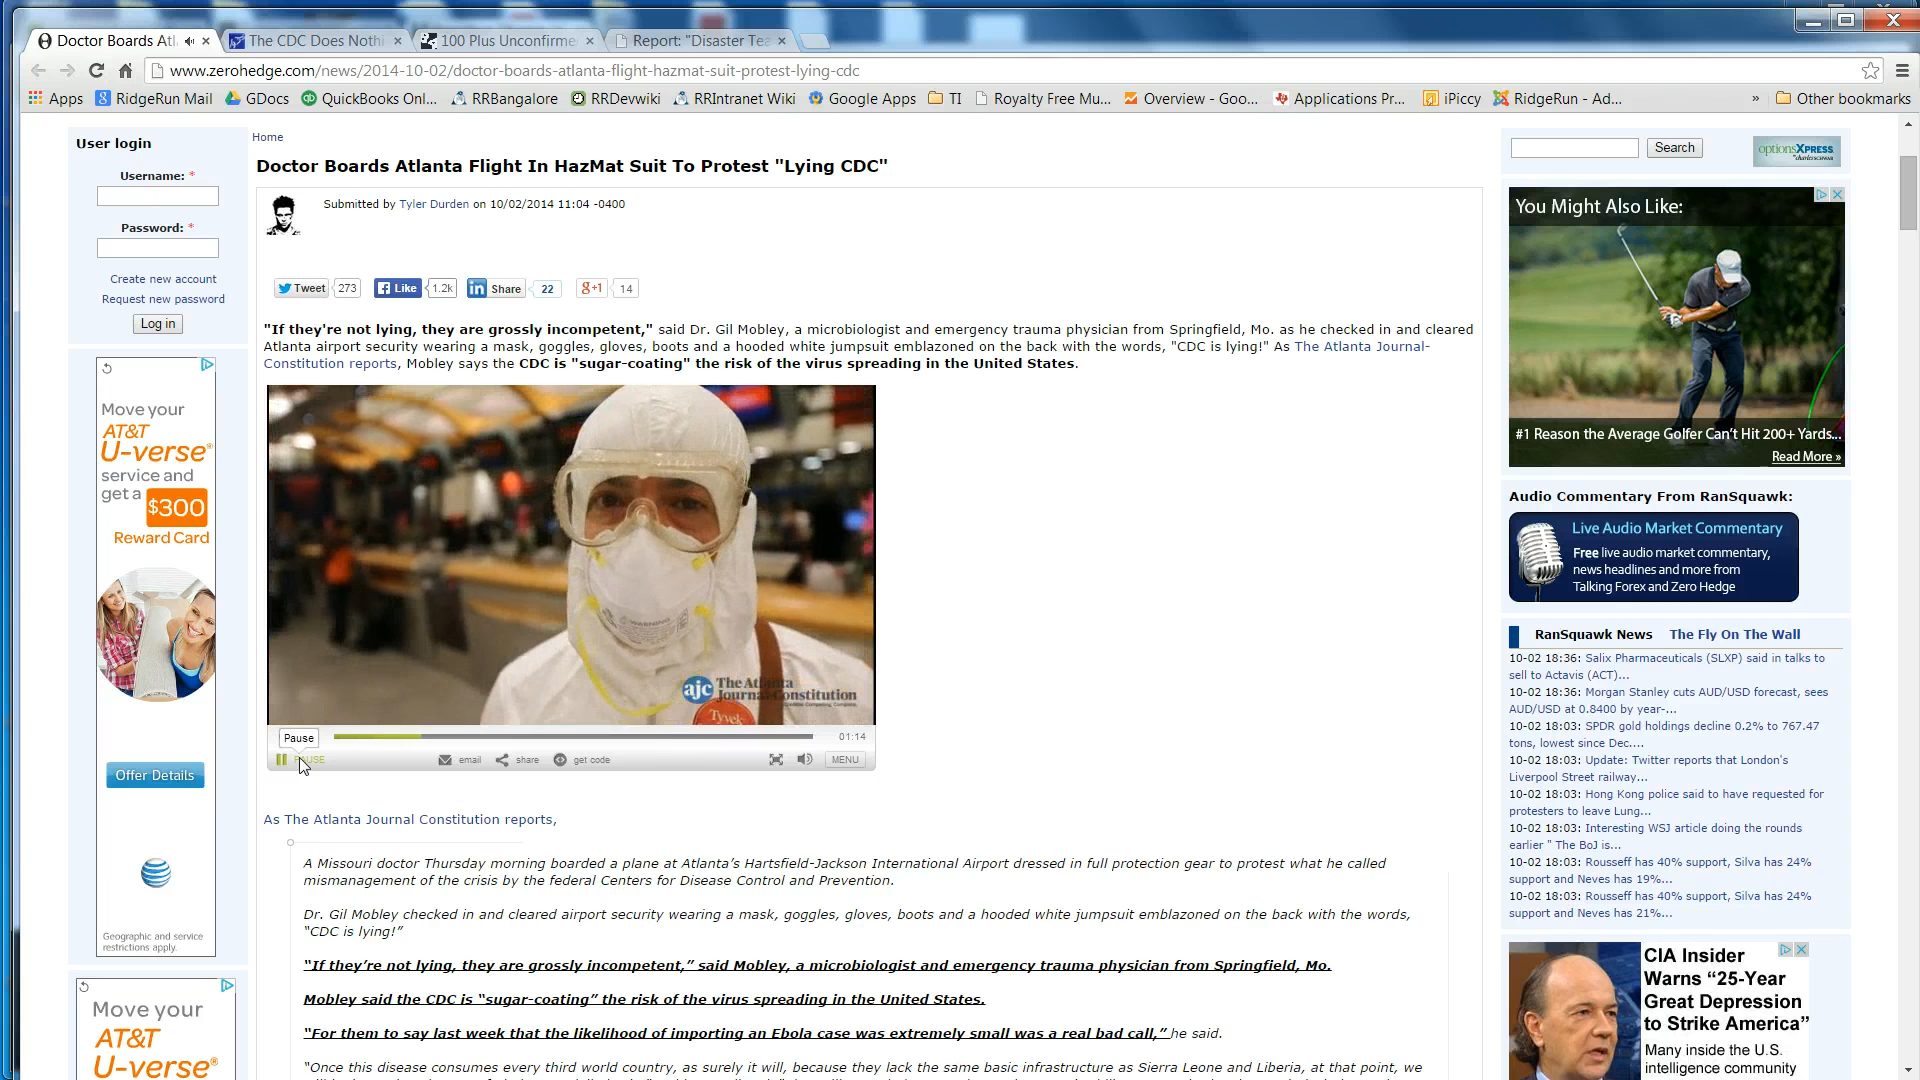 Doctor Boards Atl
The CDC Does Noth
100 Plus Unconfirme
Report: "Disaster Tea
www.zerohedge.com/news/2014-10-02/doctor-boards-atlanta-flight-hazmat-suit-protest-lying-cdc
Apps RidgeRun Mail GDocs QuickBooks Onl... RRBangalore RRDevwiki RRIntranet Wiki Google Apps TI Royalty Free Mu... Overview - Goo... Applications Pr... iPiccy RidgeRun - Ad... » Other bookmarks
User login
Username: *
Password: *
Create new account
Request new password
Log in
Move your
AT&T
U-verse®
service and
get a $300
Reward Card
Offer Details
Geographic and service
restrictions apply.
Move your
AT&T
U-verse®
Home
Doctor Boards Atlanta Flight In HazMat Suit To Protest "Lying CDC"
Submitted by Tyler Durden on 10/02/2014 11:04 -0400
Tweet 273 Like 1.2k in Share 22 g+1 14
"If they're not lying, they are grossly incompetent," said Dr. Gil Mobley, a microbiologist and emergency trauma physician from Springfield, Mo. as he checked in and cleared
Atlanta airport security wearing a mask, goggles, gloves, boots and a hooded white jumpsuit emblazoned on the back with the words, "CDC is lying!" As The Atlanta Journal-
Constitution reports, Mobley says the CDC is "sugar-coating" the risk of the virus spreading in the United States.
WARNING
ajc The Atlanta
Journal-Constitution
Tyvek
Pause
01:14
PAUSE email share get code MENU
As The Atlanta Journal Constitution reports,
A Missouri doctor Thursday morning boarded a plane at Atlanta's Hartsfield-Jackson International Airport dressed in full protection gear to protest what he called
mismanagement of the crisis by the federal Centers for Disease Control and Prevention.
Dr. Gil Mobley checked in and cleared airport security wearing a mask, goggles, gloves, boots and a hooded white jumpsuit emblazoned on the back with the words,
“CDC is lying!”
“If they’re not lying, they are grossly incompetent,” said Mobley, a microbiologist and emergency trauma physician from Springfield, Mo.
Mobley said the CDC is “sugar-coating” the risk of the virus spreading in the United States.
“For them to say last week that the likelihood of importing an Ebola case was extremely small was a real bad call,” he said.
“Once this disease consumes every third world country, as surely it will, because they lack the same basic infrastructure as Sierra Leone and Liberia, at that point, we
Search
optionsXpress
by charles schwab
You Might Also Like:
#1 Reason the Average Golfer Can't Hit 200+ Yards...
Read More »
Audio Commentary From RanSquawk:
Live Audio Market Commentary
Free live audio market commentary,
news headlines and more from
Talking Forex and Zero Hedge
RanSquawk News The Fly On The Wall
10-02 18:36: Salix Pharmaceuticals (SLXP) said in talks to
sell to Actavis (ACT)...
10-02 18:36: Morgan Stanley cuts AUD/USD forecast, sees
AUD/USD at 0.8400 by year-...
10-02 18:03: SPDR gold holdings decline 0.2% to 767.47
tons, lowest since Dec....
10-02 18:03: Update: Twitter reports that London's
Liverpool Street railway...
10-02 18:03: Hong Kong police said to have requested for
protesters to leave Lung...
10-02 18:03: Interesting WSJ article doing the rounds
earlier " The BoJ is...
10-02 18:03: Rousseff has 40% support, Silva has 24%
support and Neves has 19%...
10-02 18:03: Rousseff has 40% support, Silva has 24%
support and Neves has 21%...
CIA Insider
Warns “25-Year
Great Depression
to Strike America”
Many inside the U.S.
intelligence community